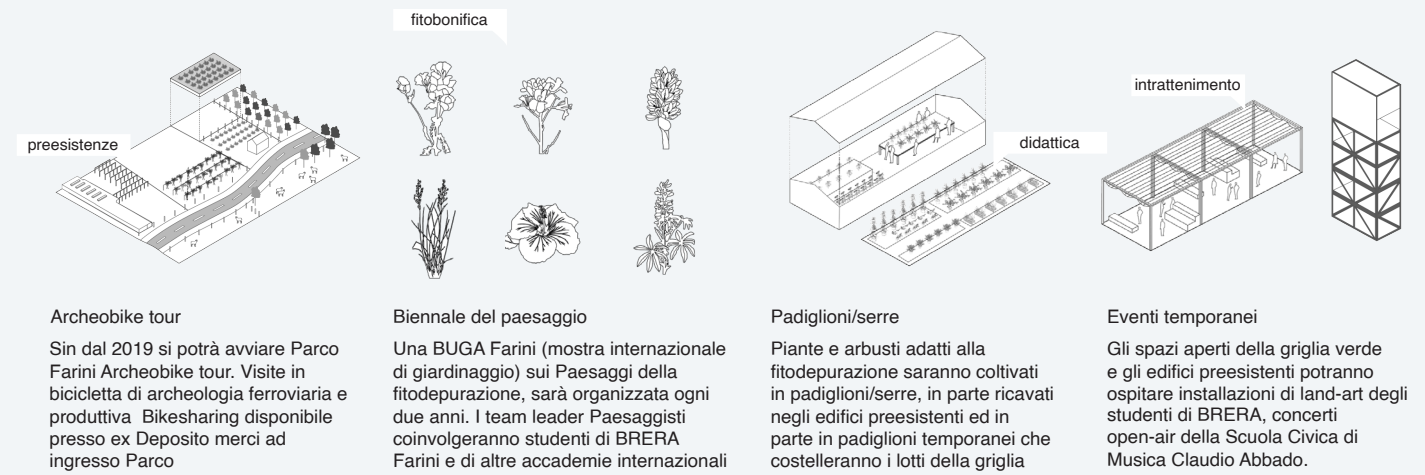 fitobonifica
preesistenze
intrattenimento
didattica
Archeobike tour
Sin dal 2019 si potrà avviare Parco
Farini Archeobike tour. Visite in
bicicletta di archeologia ferroviaria e
produttiva  Bikesharing disponibile
presso ex Deposito merci ad
ingresso Parco
Biennale del paesaggio
Una BUGA Farini (mostra internazionale
di giardinaggio) sui Paesaggi della
fitodepurazione, sarà organizzata ogni
due anni. I team leader Paesaggisti
coinvolgeranno studenti di BRERA
Farini e di altre accademie internazionali
Padiglioni/serre
Piante e arbusti adatti alla
fitodepurazione saranno coltivati
in padiglioni/serre, in parte ricavati
negli edifici preesistenti ed in
parte in padiglioni temporanei che
costelleranno i lotti della griglia
Eventi temporanei
Gli spazi aperti della griglia verde
e gli edifici preesistenti potranno
ospitare installazioni di land-art degli
studenti di BRERA, concerti
open-air della Scuola Civica di
Musica Claudio Abbado.